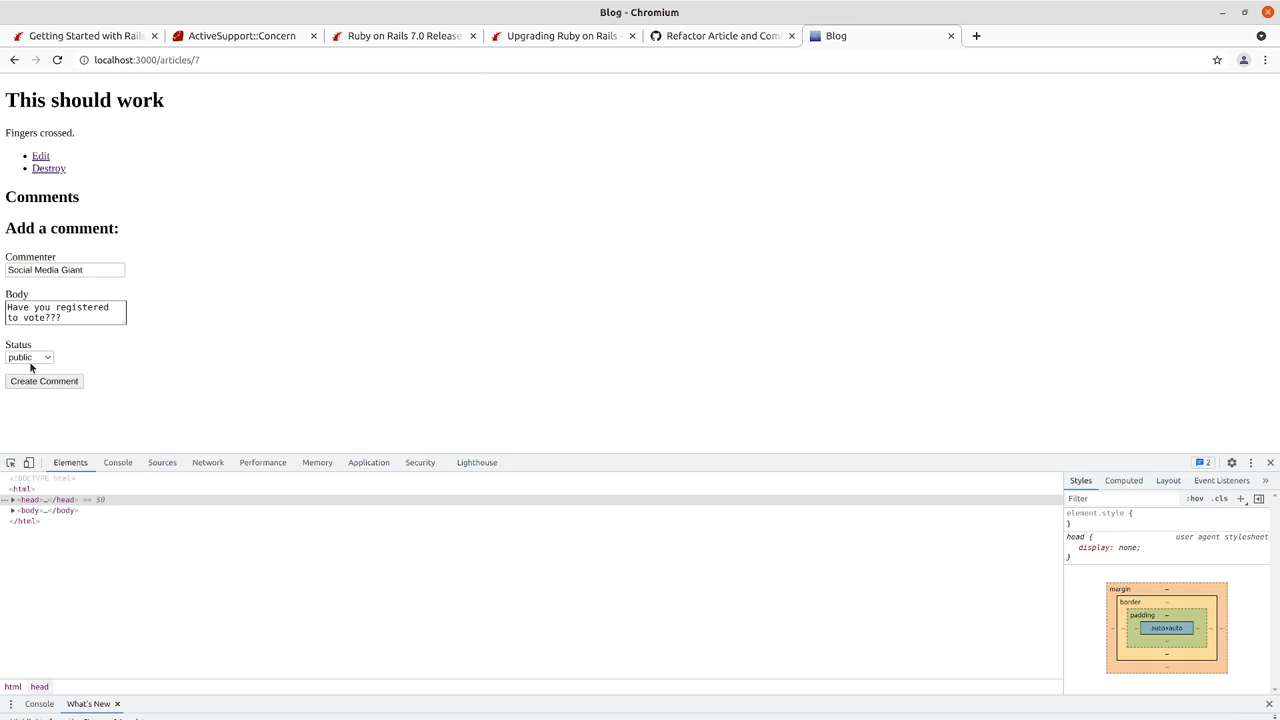 Blog - Chromium
Getting Started with Rails
ActiveSupport::Concern
Ruby on Rails 7.0 Release
Upgrading Ruby on Rails -
Refactor Article and Com
Blog
localhost:3000/articles/7
This should work
Fingers crossed.
Edit
Destroy
Comments
Add a comment:
Commenter
Social Media Giant
Body
Have you registered
to vote???
Status
public
Create Comment
Elements Console Sources Network Performance Memory Application Security Lighthouse 2
<!DOCTYPE html>
<html>
<head>…</head> == $0
<body>…</body>
</html>
Styles Computed Layout Event Listeners »
Filter :hov .cls +
element.style {
}
head { user agent stylesheet
display: none;
}
margin –
border –
padding –
– – – auto×auto – – –
–
–
–
html head
Console What's New